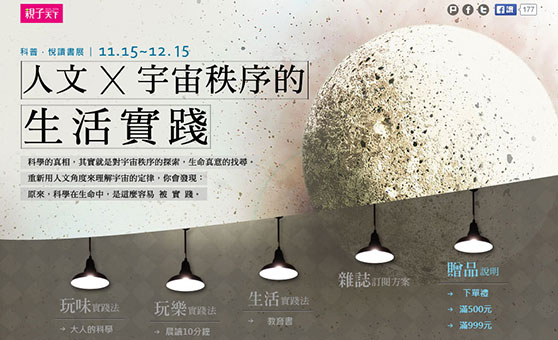 親子天下
讚 177
科普．悅讀書展｜11.15~12.15
人文╳宇宙秩序的
生活實踐
科學的真相，其實就是對宇宙秩序的探索，生命真意的找尋。
重新用人文角度來理解宇宙的定律，你會發現：
原來，科學在生命中，是這麼容易 被 實 踐。
玩味實踐法
→ 大人的科學
玩樂實踐法
→ 晨讀10分鐘
生活實踐法
→ 教育書
雜誌訂閱方案
贈品說明
→ 下單禮
→ 滿500元
→ 滿999元